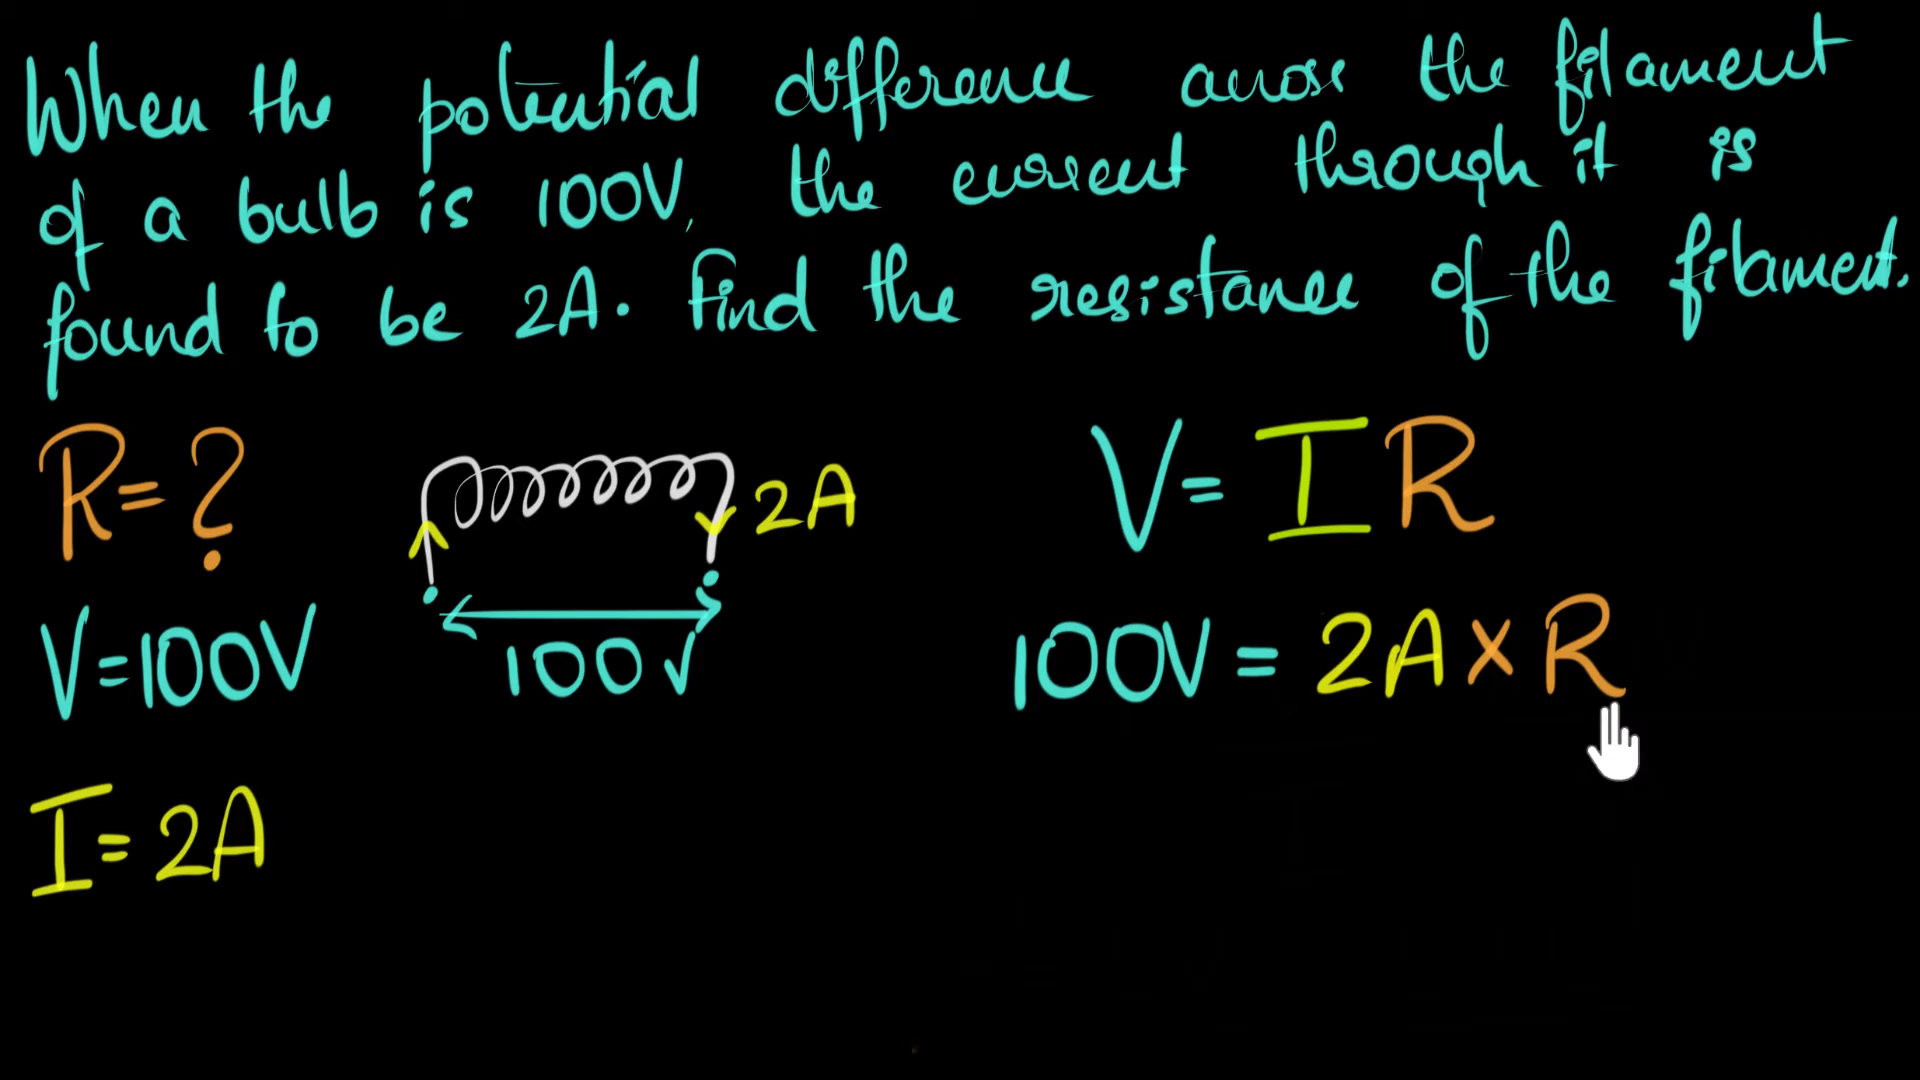 When the potential difference across the filament
of a bulb is 100V, the current through it is
found to be 2A. Find the resistance of the filament.
R=?
2A
V=IR
V=100V
100V
100V = 2A × R
I=2A